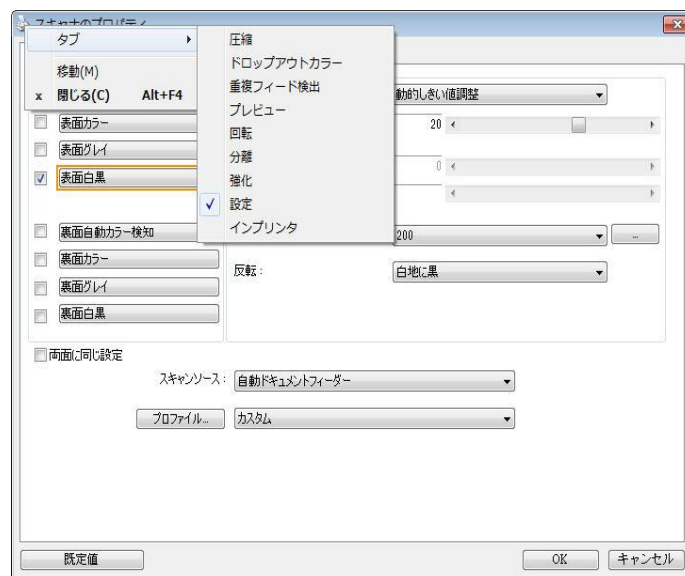 スキャナのプロパティ
タブ
移動(M)
x 閉じる(C) Alt+F4
圧縮
ドロップアウトカラー
重複フィード検出
プレビュー
回転
分離
強化
設定
インプリンタ
動的しきい値調整
表面カラー
20
表面グレイ
0
表面白黒
裏面自動カラー検知
200
...
裏面カラー
反転:
白地に黒
裏面グレイ
裏面白黒
両面に同じ設定
スキャンソース:
自動ドキュメントフィーダー
プロファイル...
カスタム
既定値
OK
キャンセル